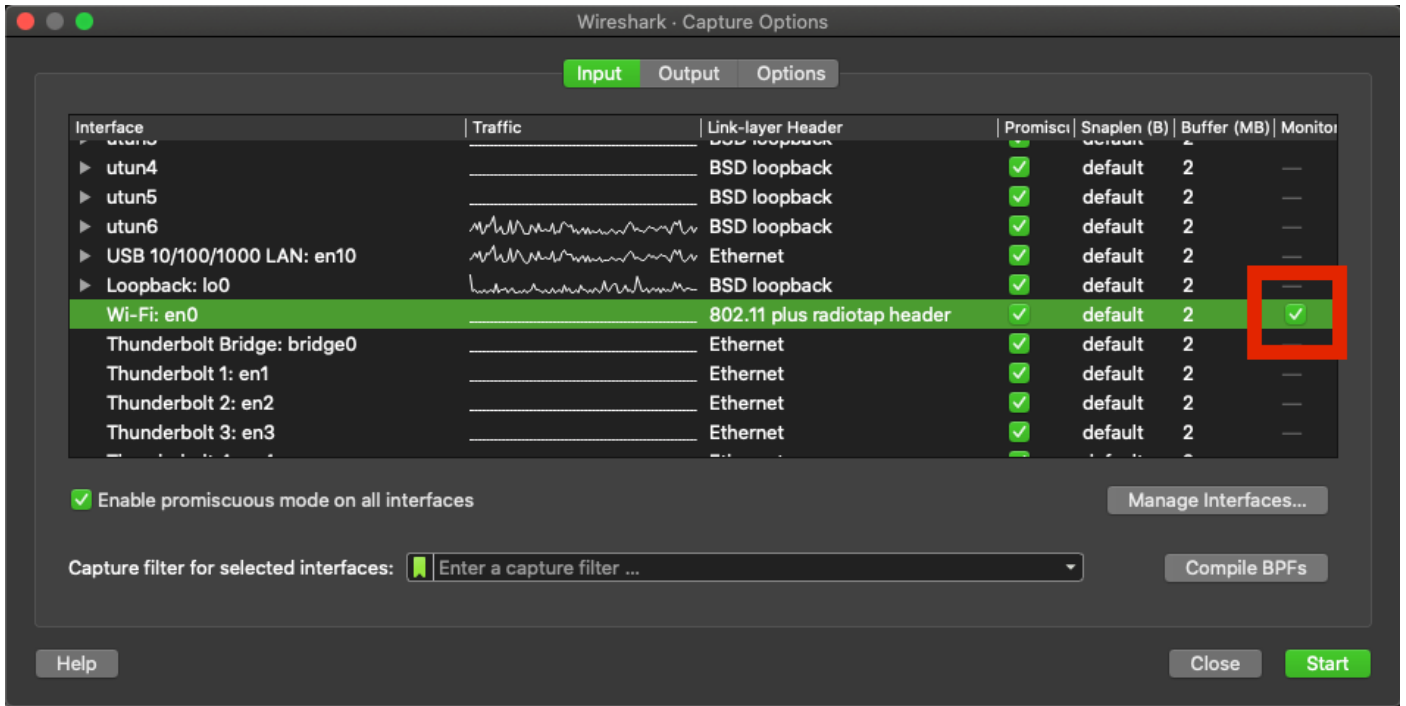 Wireshark · Capture Options
Input Output Options
Interface Traffic Link-layer Header Promisc Snaplen (B) Buffer (MB) Monitor
utun4 BSD loopback default 2 —
utun5 BSD loopback default 2 —
utun6 BSD loopback default 2 —
USB 10/100/1000 LAN: en10 Ethernet default 2 —
Loopback: lo0 BSD loopback default 2 —
Wi-Fi: en0 802.11 plus radiotap header default 2
Thunderbolt Bridge: bridge0 Ethernet default 2 —
Thunderbolt 1: en1 Ethernet default 2 —
Thunderbolt 2: en2 Ethernet default 2 —
Thunderbolt 3: en3 Ethernet default 2 —
Enable promiscuous mode on all interfaces Manage Interfaces...
Capture filter for selected interfaces: Enter a capture filter ... Compile BPFs
Help Close Start